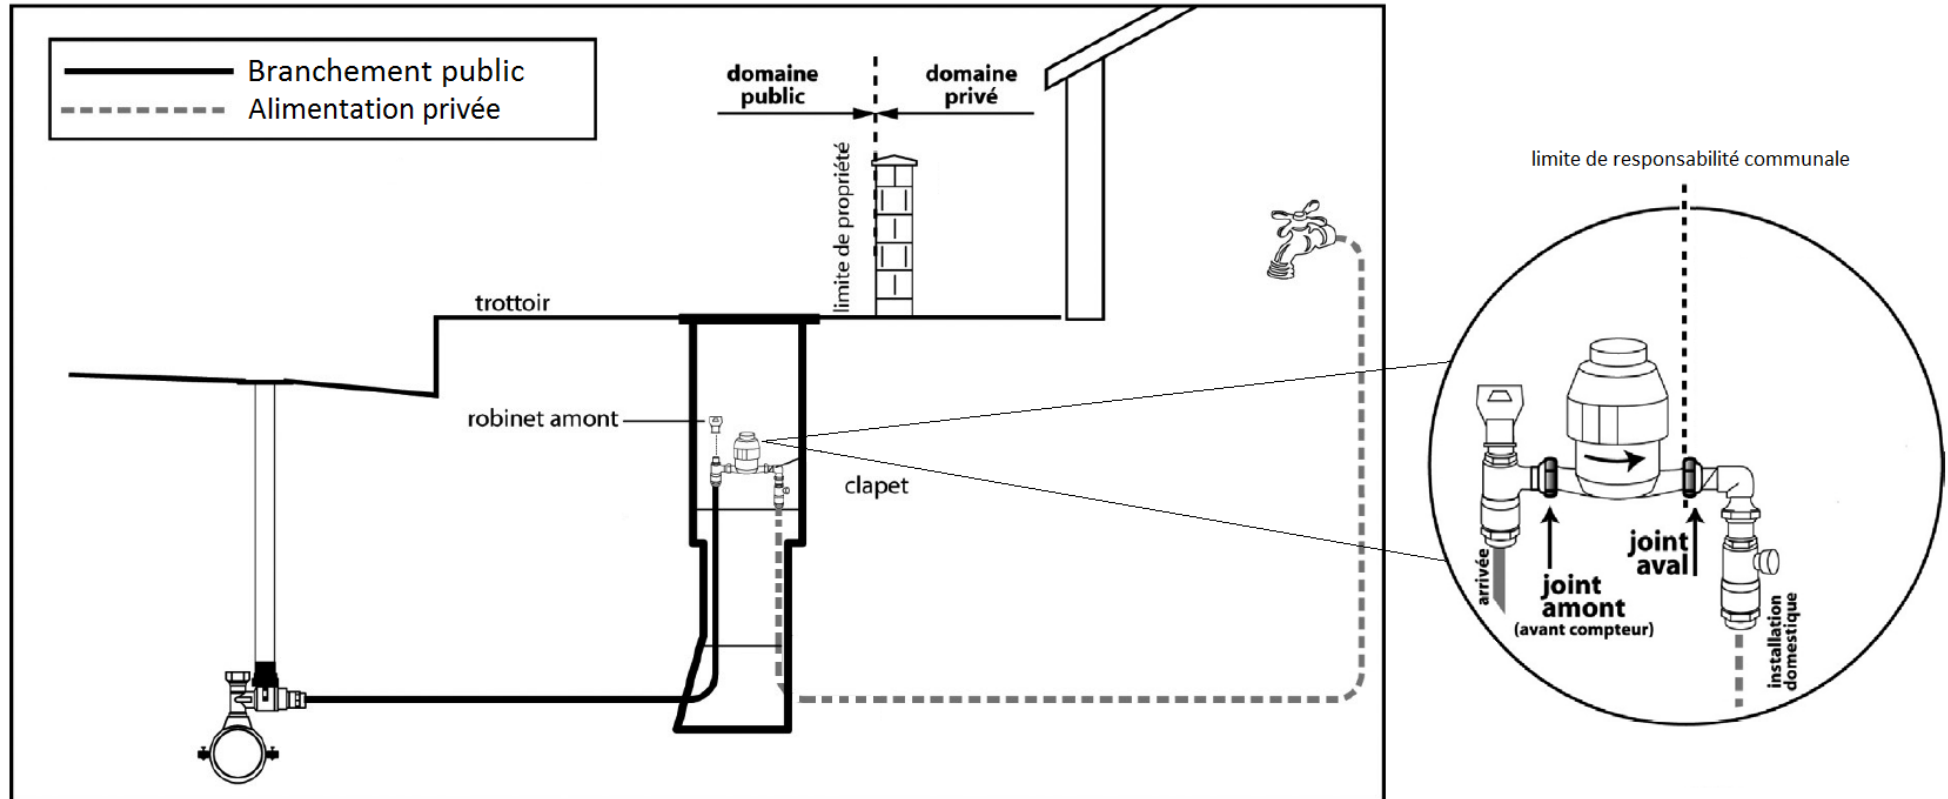 Branchement public
Alimentation privée
domaine
public
domaine
privé
limite de propriété
trottoir
robinet amont
clapet
limite de responsabilité communale
arrivée
joint
amont
(avant compteur)
joint
aval
installation
domestique